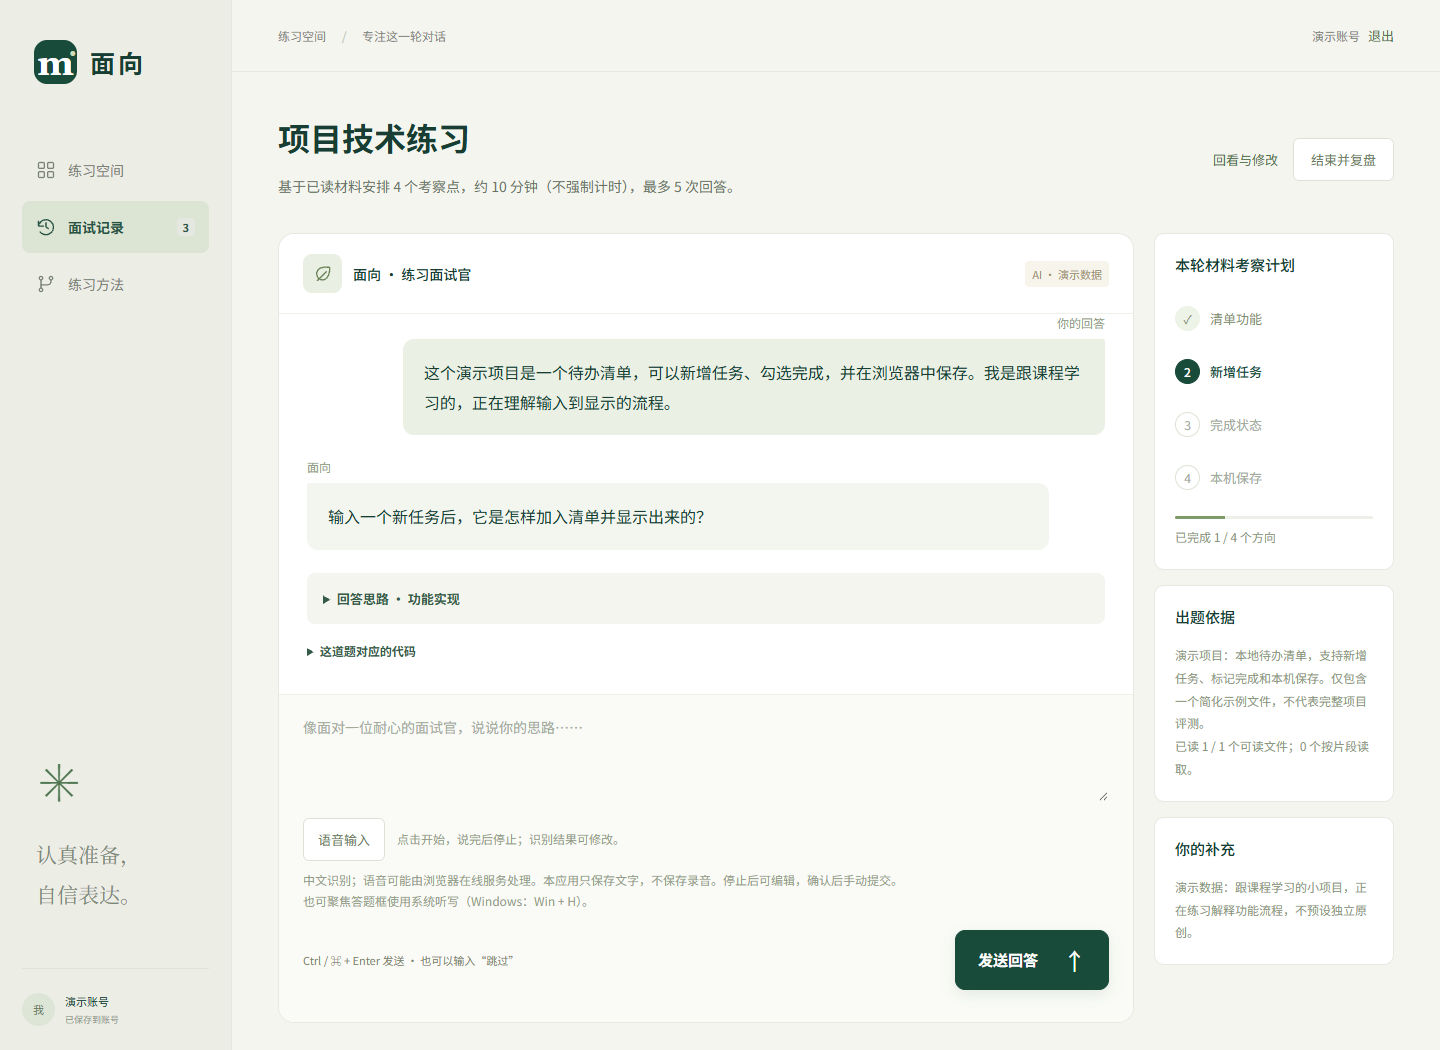 m 面向
练习空间
面试记录 3
练习方法
认真准备，
自信表达。
我
演示账号
已保存到账号
练习空间 / 专注这一轮对话
演示账号 退出
项目技术练习
基于已读材料安排 4 个考察点，约 10 分钟（不强制计时），最多 5 次回答。
回看与修改
结束并复盘
面向 · 练习面试官
AI · 演示数据
你的回答
这个演示项目是一个待办清单，可以新增任务、勾选完成，并在浏览器中保存。我是跟课程学
习的，正在理解输入到显示的流程。
面向
输入一个新任务后，它是怎样加入清单并显示出来的？
▶ 回答思路 · 功能实现
▶ 这道题对应的代码
像面对一位耐心的面试官，说说你的思路……
语音输入
点击开始，说完后停止；识别结果可修改。
中文识别；语音可能由浏览器在线服务处理。本应用只保存文字，不保存录音。停止后可编辑，确认后手动提交。
也可聚焦答题框使用系统听写（Windows：Win + H）。
Ctrl / ⌘ + Enter 发送 · 也可以输入“跳过”
发送回答 ↑
本轮材料考察计划
✓ 清单功能
2 新增任务
3 完成状态
4 本机保存
已完成 1 / 4 个方向
出题依据
演示项目：本地待办清单，支持新增
任务、标记完成和本机保存。仅包含
一个简化示例文件，不代表完整项目
评测。
已读 1 / 1 个可读文件；0 个按片段读
取。
你的补充
演示数据：跟课程学习的小项目，正
在练习解释功能流程，不预设独立原
创。